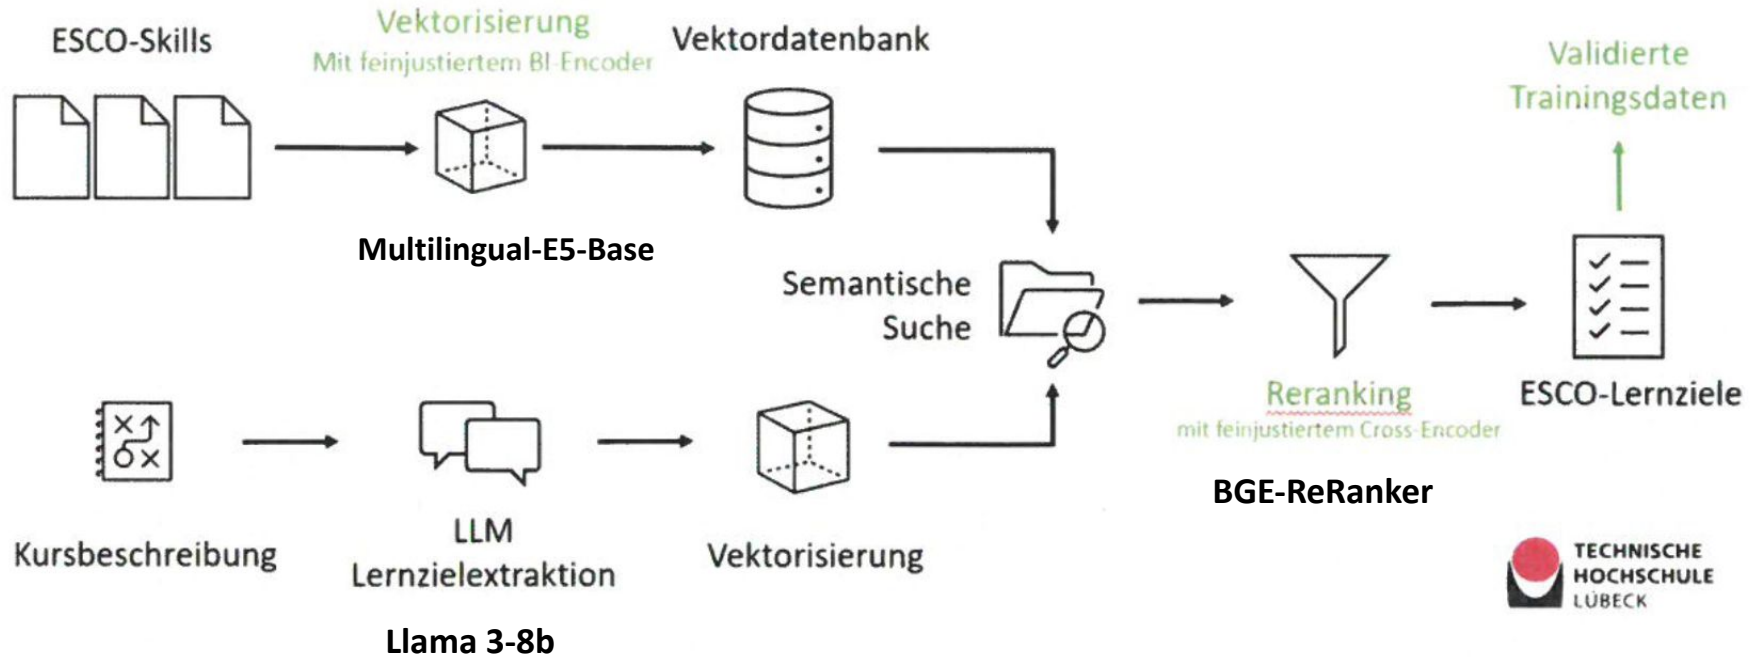 ESCO-Skills
Vektorisierung
Mit feinjustiertem BI-Encoder
Vektordatenbank
Validierte
Trainingsdaten
Multilingual-E5-Base
Semantische
Suche
Reranking
mit feinjustiertem Cross-Encoder
BGE-ReRanker
ESCO-Lernziele
Kursbeschreibung
LLM
Lernzielextraktion
Llama 3-8b
Vektorisierung
TECHNISCHE
HOCHSCHULE
LÜBECK